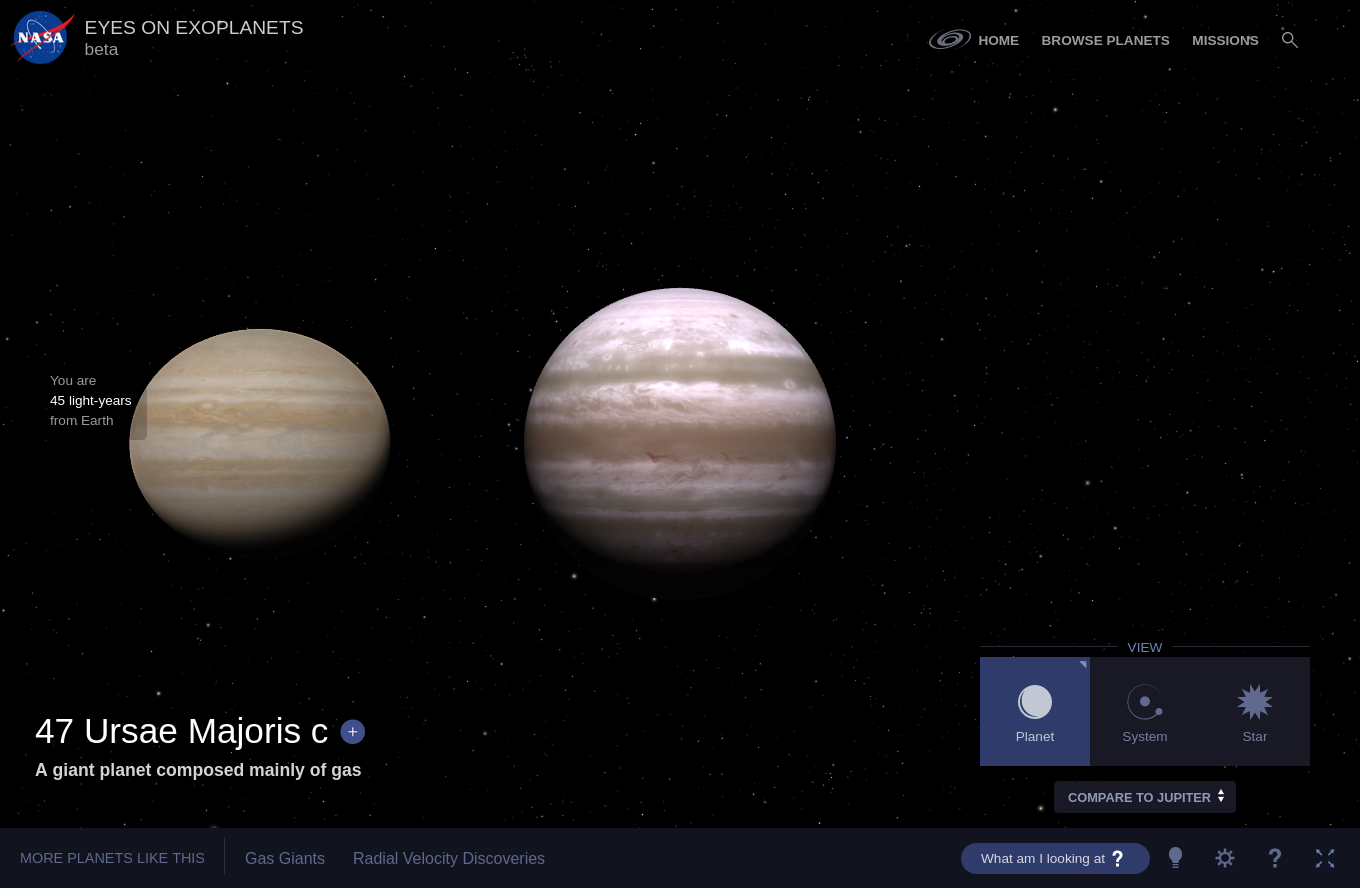 NASA
EYES ON EXOPLANETS
beta
HOME
BROWSE PLANETS
MISSIONS
You are
45 light-years
from Earth
VIEW
Planet
System
Star
COMPARE TO JUPITER
47 Ursae Majoris c +
A giant planet composed mainly of gas
MORE PLANETS LIKE THIS
Gas Giants
Radial Velocity Discoveries
What am I looking at ?
?